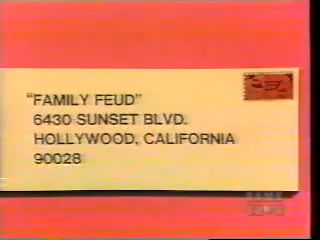 "FAMILY FEUD"
6430 SUNSET BLVD.
HOLLYWOOD, CALIFORNIA
90028